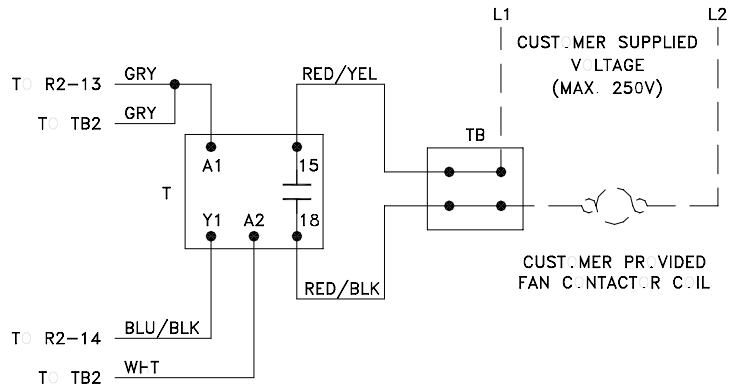 L1
L2
CUSTOMER SUPPLIED
VOLTAGE
(MAX. 250V)
TO R2-13
GRY
RED/YEL
TO TB2
GRY
TB
A1
15
T
Y1
A2
18
CUSTOMER PROVIDED
FAN CONTACTOR COIL
RED/BLK
TO R2-14
BLU/BLK
TO TB2
WHT